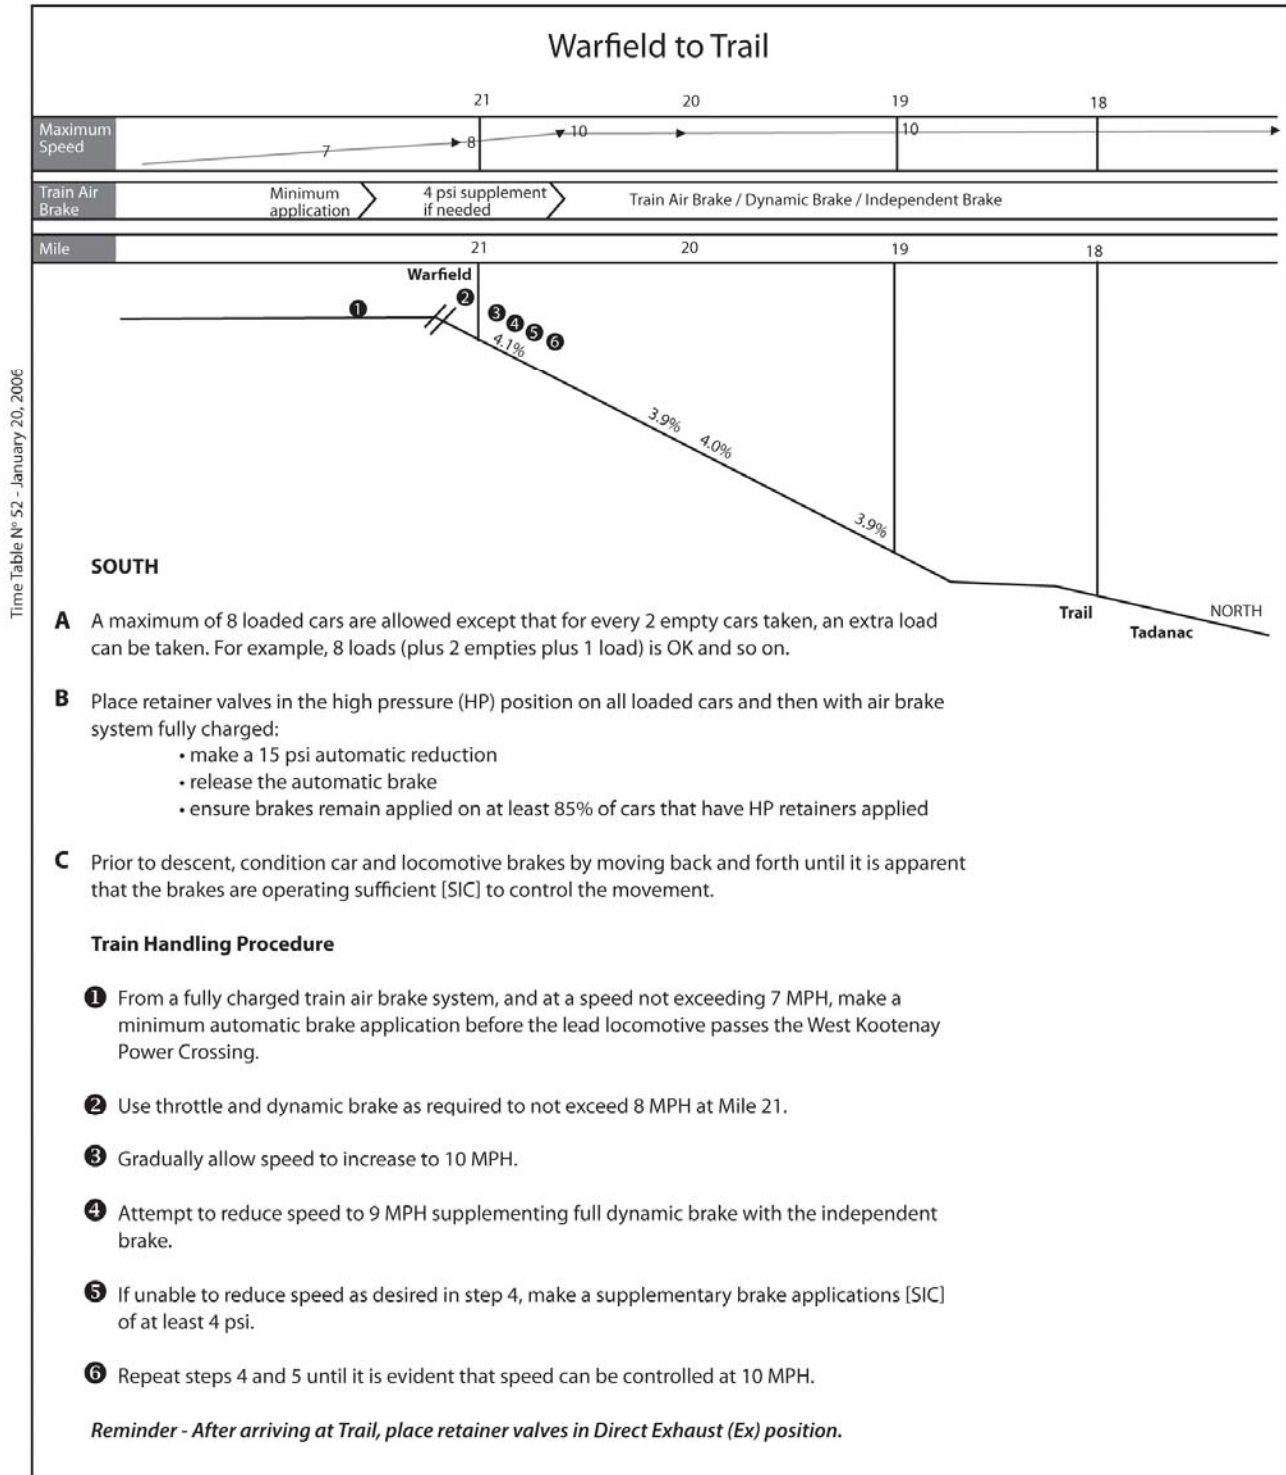 Warfield to Trail
21 20 19 18
Maximum
Speed
7 8 10 10
Train Air
Brake
Minimum
application
4 psi supplement
if needed
Train Air Brake / Dynamic Brake / Independent Brake
Mile 21 20 19 18
Warfield
1 2 3 4 5 6
4.1%
3.9%
4.0%
3.9%
Trail
Tadanac
NORTH
SOUTH
Time Table Nº 52 - January 20, 2006
A A maximum of 8 loaded cars are allowed except that for every 2 empty cars taken, an extra load
can be taken. For example, 8 loads (plus 2 empties plus 1 load) is OK and so on.
B Place retainer valves in the high pressure (HP) position on all loaded cars and then with air brake
system fully charged:
• make a 15 psi automatic reduction
• release the automatic brake
• ensure brakes remain applied on at least 85% of cars that have HP retainers applied
C Prior to descent, condition car and locomotive brakes by moving back and forth until it is apparent
that the brakes are operating sufficient [SIC] to control the movement.
Train Handling Procedure
1 From a fully charged train air brake system, and at a speed not exceeding 7 MPH, make a
minimum automatic brake application before the lead locomotive passes the West Kootenay
Power Crossing.
2 Use throttle and dynamic brake as required to not exceed 8 MPH at Mile 21.
3 Gradually allow speed to increase to 10 MPH.
4 Attempt to reduce speed to 9 MPH supplementing full dynamic brake with the independent
brake.
5 If unable to reduce speed as desired in step 4, make a supplementary brake applications [SIC]
of at least 4 psi.
6 Repeat steps 4 and 5 until it is evident that speed can be controlled at 10 MPH.
Reminder - After arriving at Trail, place retainer valves in Direct Exhaust (Ex) position.